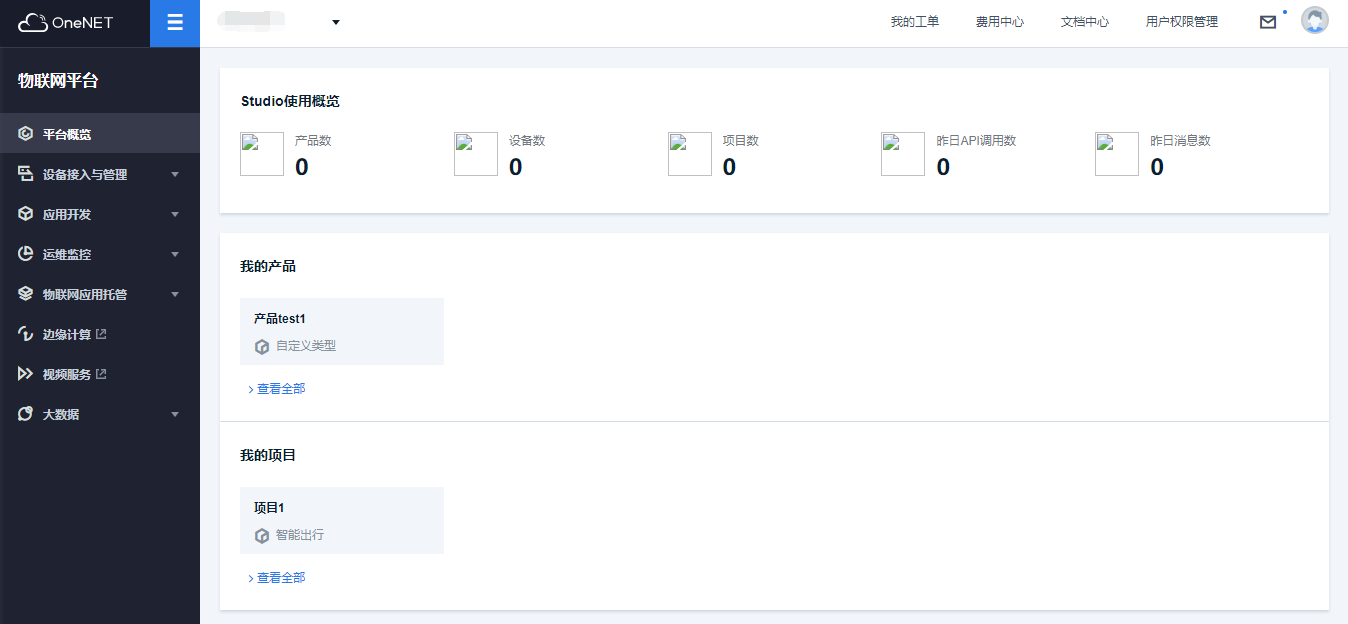 OneNET
我的工单 费用中心 文档中心 用户权限管理
物联网平台
平台概览
设备接入与管理
应用开发
运维监控
物联网应用托管
边缘计算
视频服务
大数据
Studio使用概览
产品数 设备数 项目数 昨日API调用数 昨日消息数
0 0 0 0 0
我的产品
产品test1
自定义类型
查看全部
我的项目
项目1
智能出行
查看全部